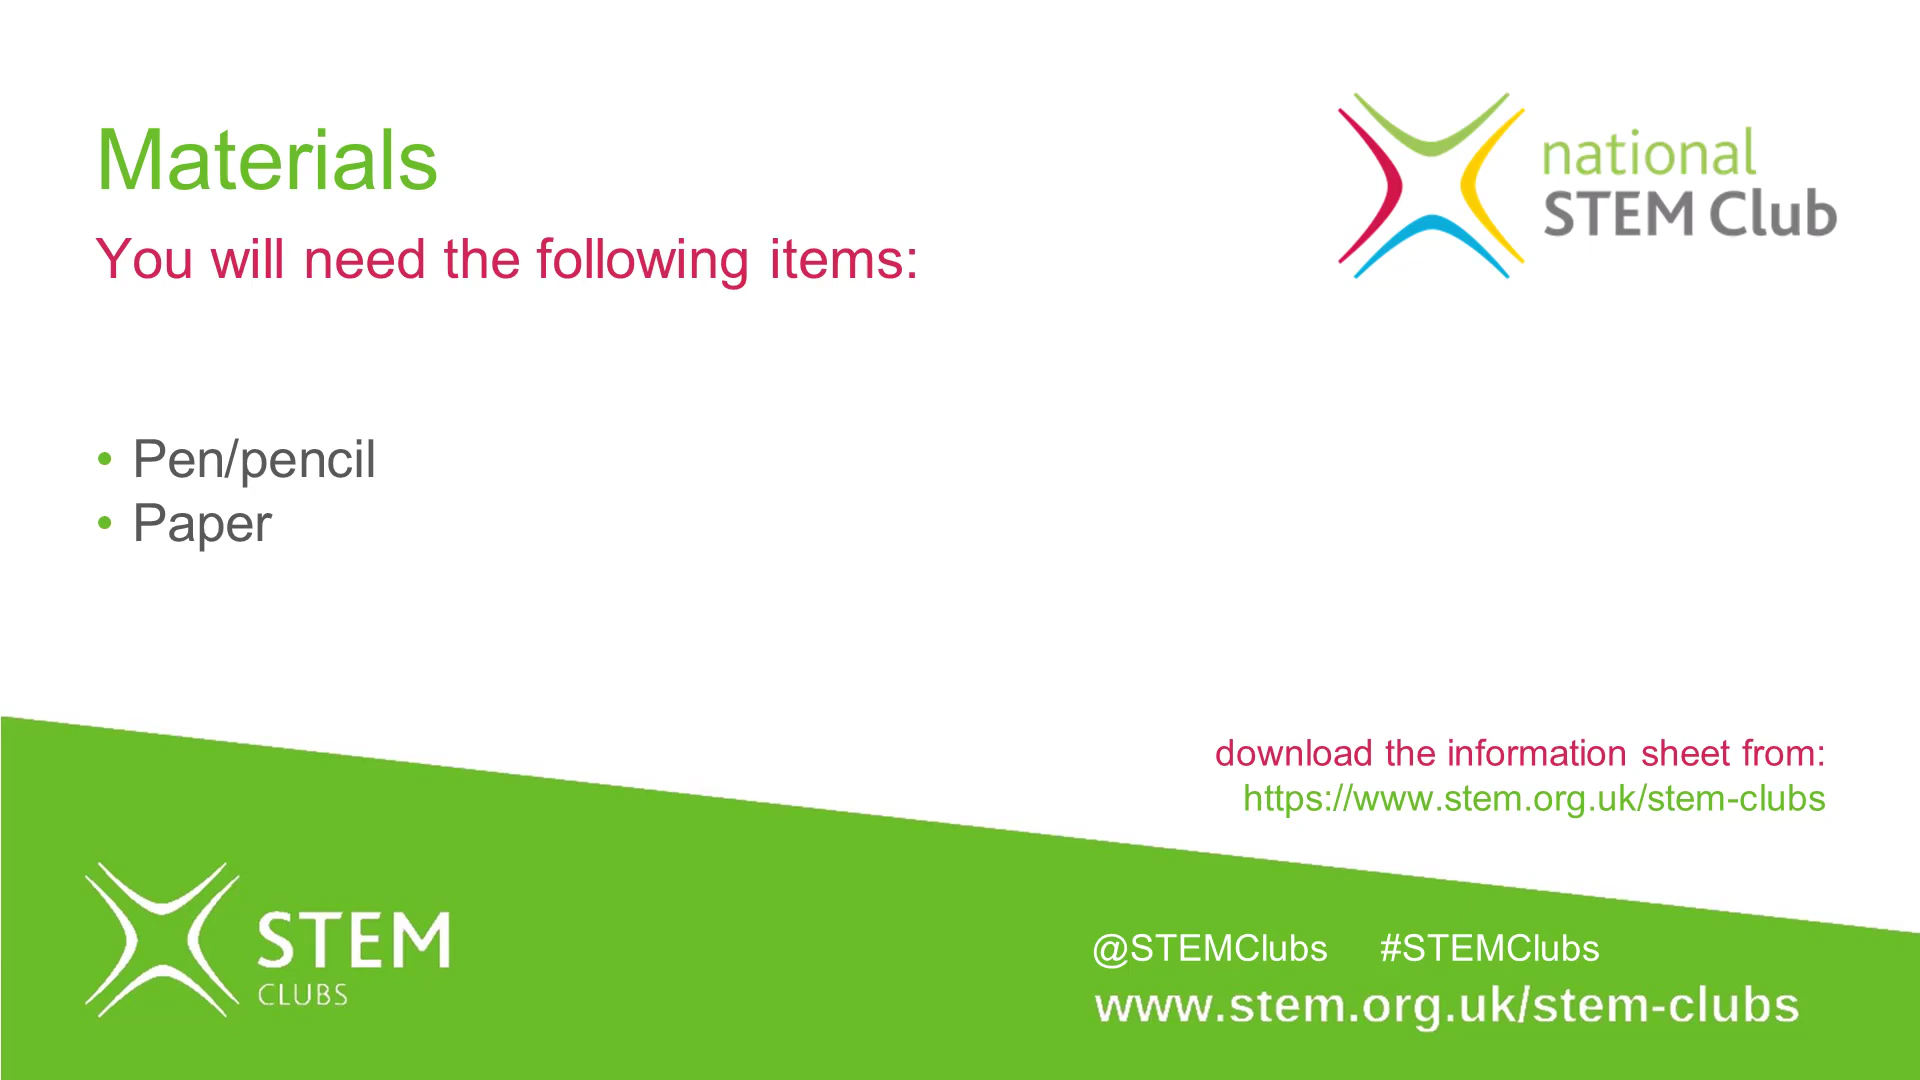 Materials
national
STEM Club
You will need the following items:
• Pen/pencil
• Paper
download the information sheet from:
https://www.stem.org.uk/stem-clubs
STEM
CLUBS
@STEMClubs #STEMClubs
www.stem.org.uk/stem-clubs